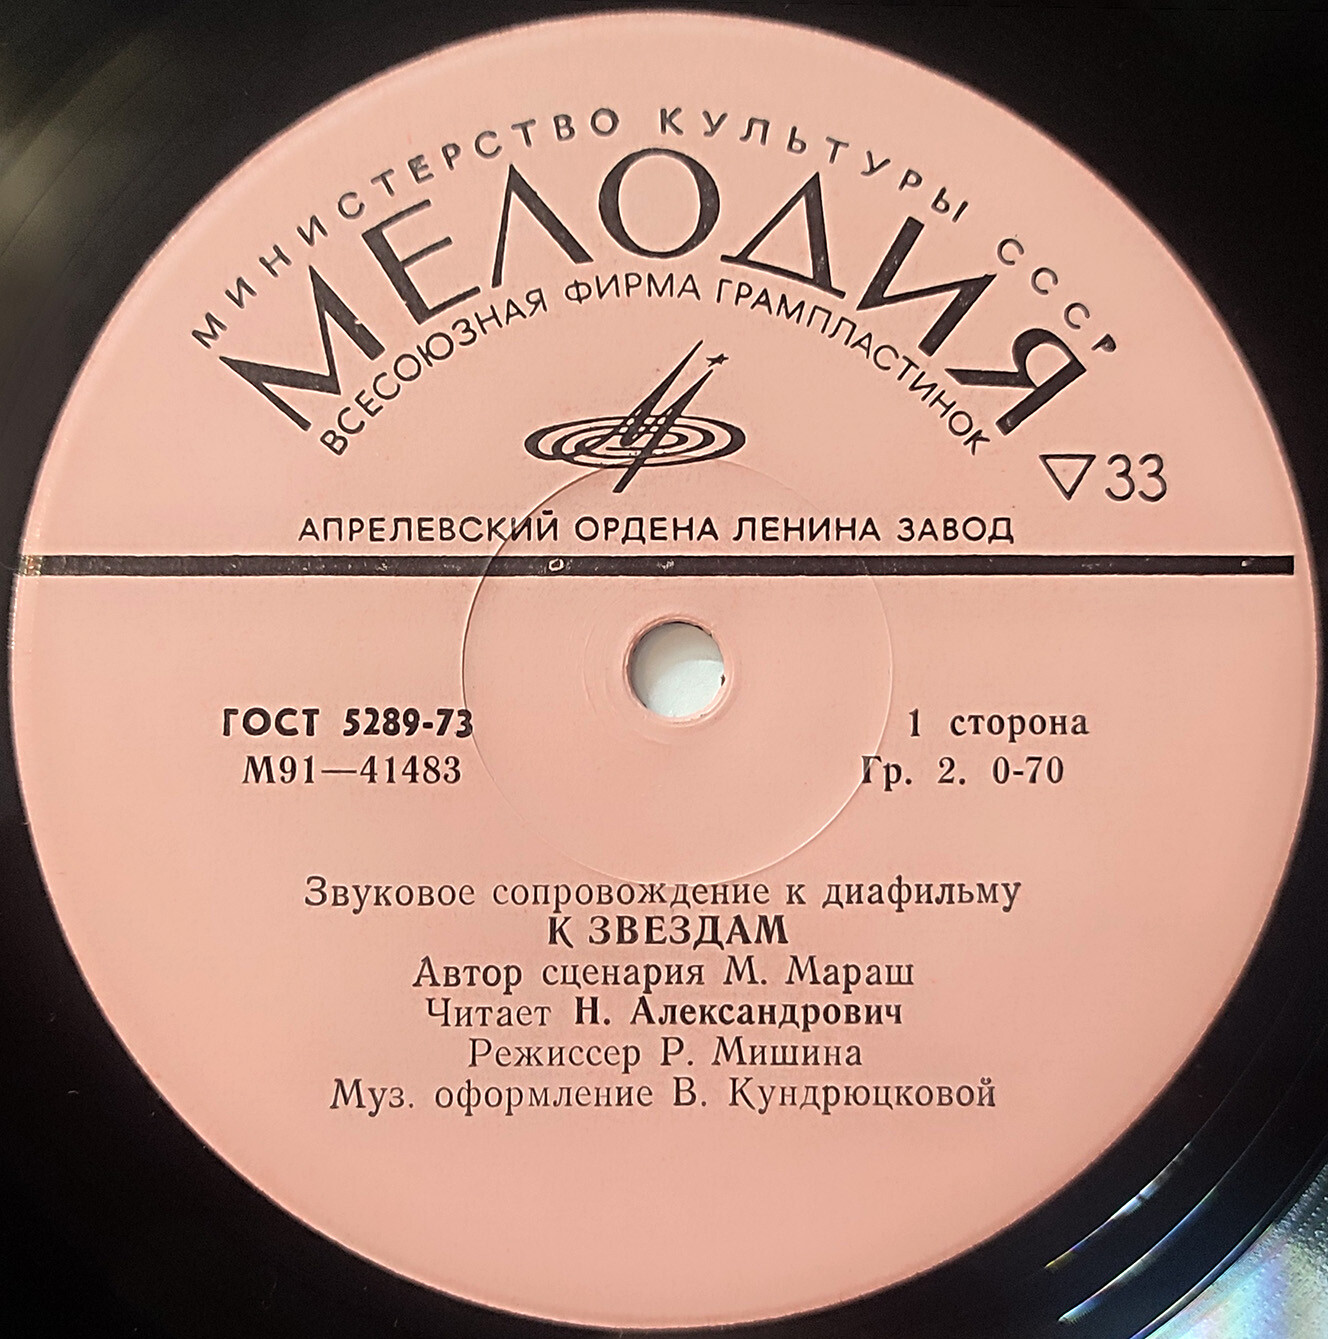 МИНИСТЕРСТВО КУЛЬТУРЫ СССР
МЕЛОДИЯ
ВСЕСОЮЗНАЯ ФИРМА ГРАМПЛАСТИНОК
▽33
АПРЕЛЕВСКИЙ ОРДЕНА ЛЕНИНА ЗАВОД
ГОСТ 5289-73
М91—41483
1 сторона
Гр. 2. 0-70
Звуковое сопровождение к диафильму
К ЗВЕЗДАМ
Автор сценария М. Мараш
Читает Н. Александрович
Режиссер Р. Мишина
Муз. оформление В. Кундрюцковой